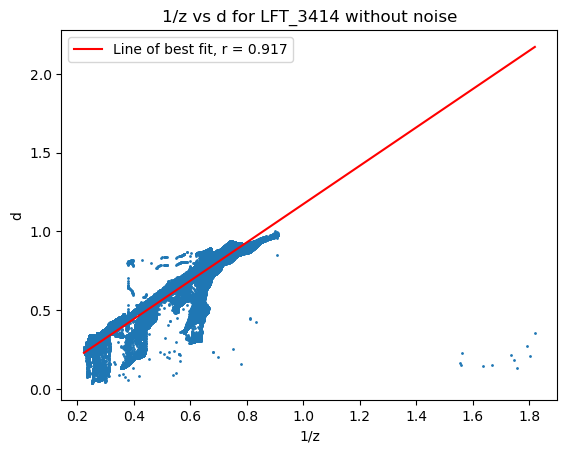 1/z vs d for LFT_3414 without noise
Line of best fit, r = 0.917
2.0
1.5
1.0
0.5
0.0
d
0.2 0.4 0.6 0.8 1.0 1.2 1.4 1.6 1.8
1/z